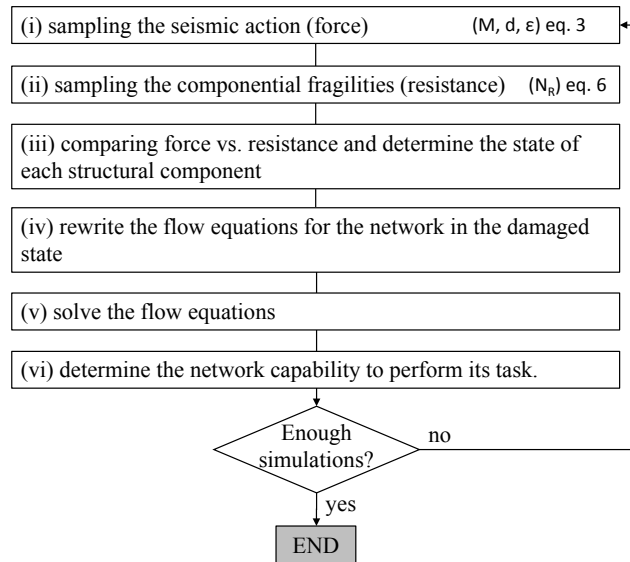 (i) sampling the seismic action (force) (M, d, ε) eq. 3
(ii) sampling the componential fragilities (resistance) (N_R) eq. 6
(iii) comparing force vs. resistance and determine the state of
each structural component
(iv) rewrite the flow equations for the network in the damaged
state
(v) solve the flow equations
(vi) determine the network capability to perform its task.
Enough
simulations?
no
yes
END